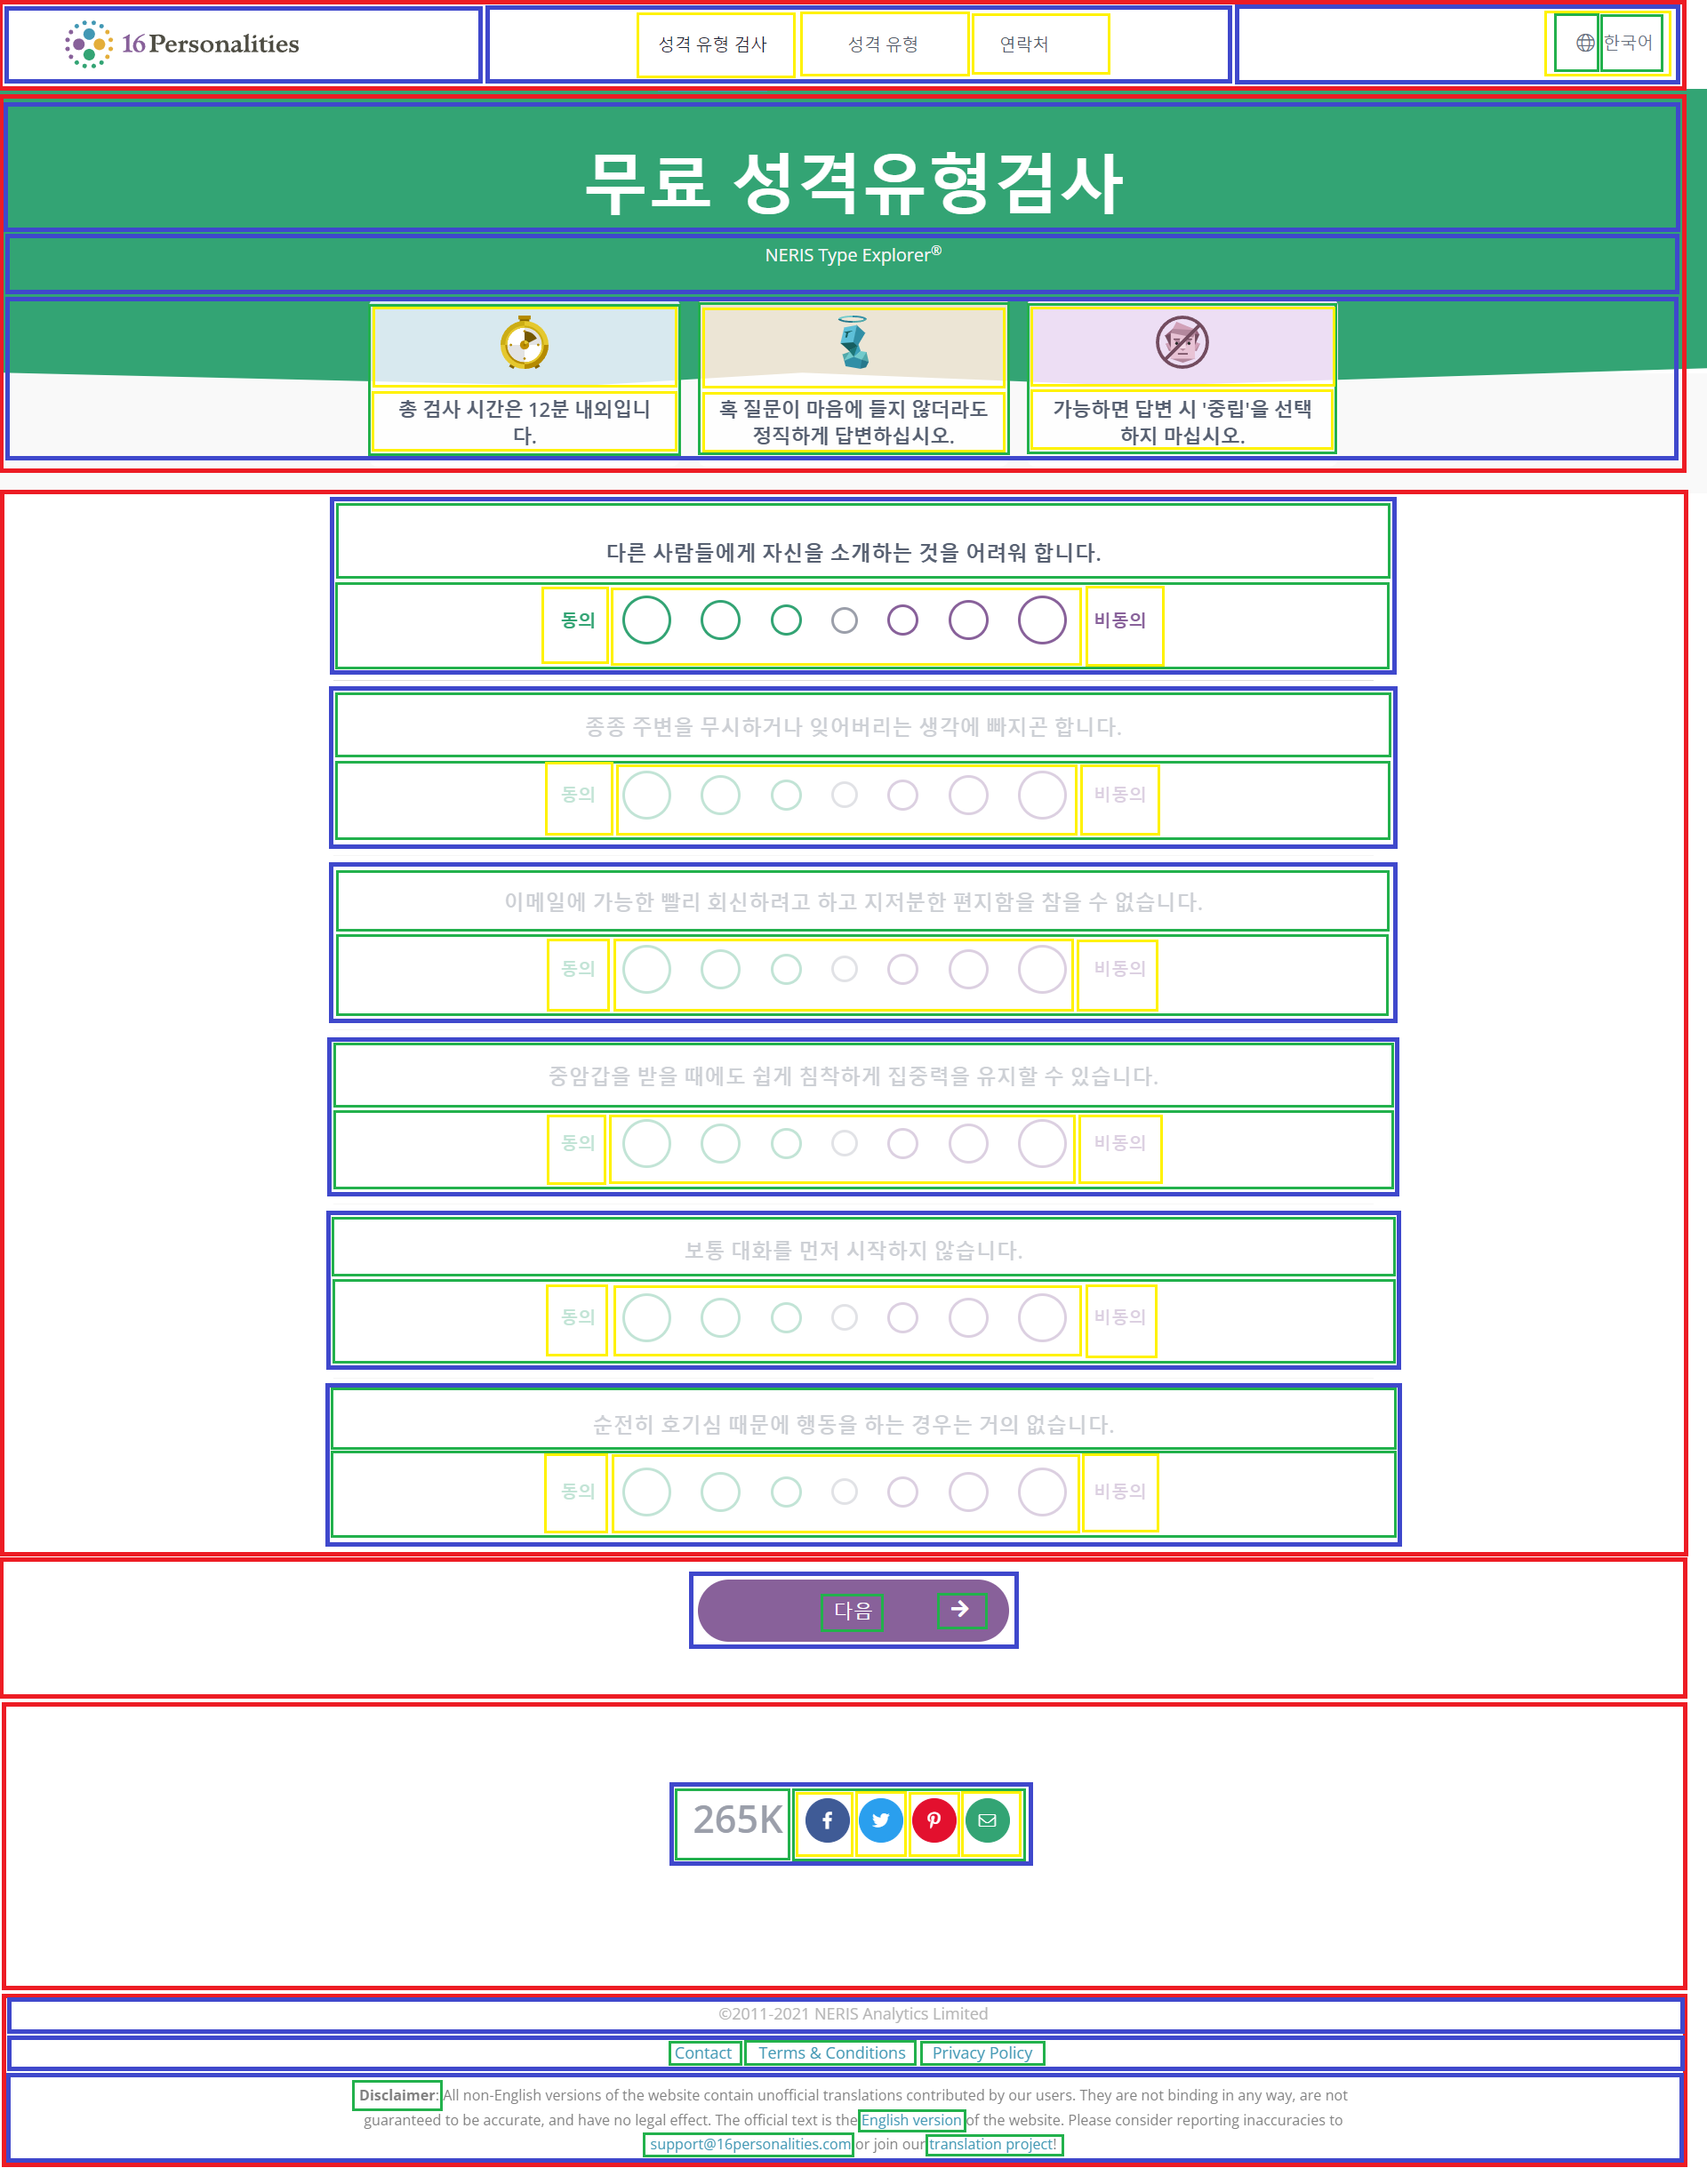 16Personalities
성격 유형 검사 성격 유형 연락처 한국어
무료 성격유형검사
NERIS Type Explorer®
총 검사 시간은 12분 내외입니
다.
혹 질문이 마음에 들지 않더라도
정직하게 답변하십시오.
가능하면 답변 시 '중립'을 선택
하지 마십시오.
다른 사람들에게 자신을 소개하는 것을 어려워 합니다.
동의 비동의
종종 주변을 무시하거나 잊어버리는 생각에 빠지곤 합니다.
동의 비동의
이메일에 가능한 빨리 회신하려고 하고 지저분한 편지함을 참을 수 없습니다.
동의 비동의
중암갑을 받을 때에도 쉽게 침착하게 집중력을 유지할 수 있습니다.
동의 비동의
보통 대화를 먼저 시작하지 않습니다.
동의 비동의
순전히 호기심 때문에 행동을 하는 경우는 거의 없습니다.
동의 비동의
다음
265K
©2011-2021 NERIS Analytics Limited
Contact Terms & Conditions Privacy Policy
Disclaimer: All non-English versions of the website contain unofficial translations contributed by our users. They are not binding in any way, are not
guaranteed to be accurate, and have no legal effect. The official text is the English version of the website. Please consider reporting inaccuracies to
support@16personalities.com or join our translation project!